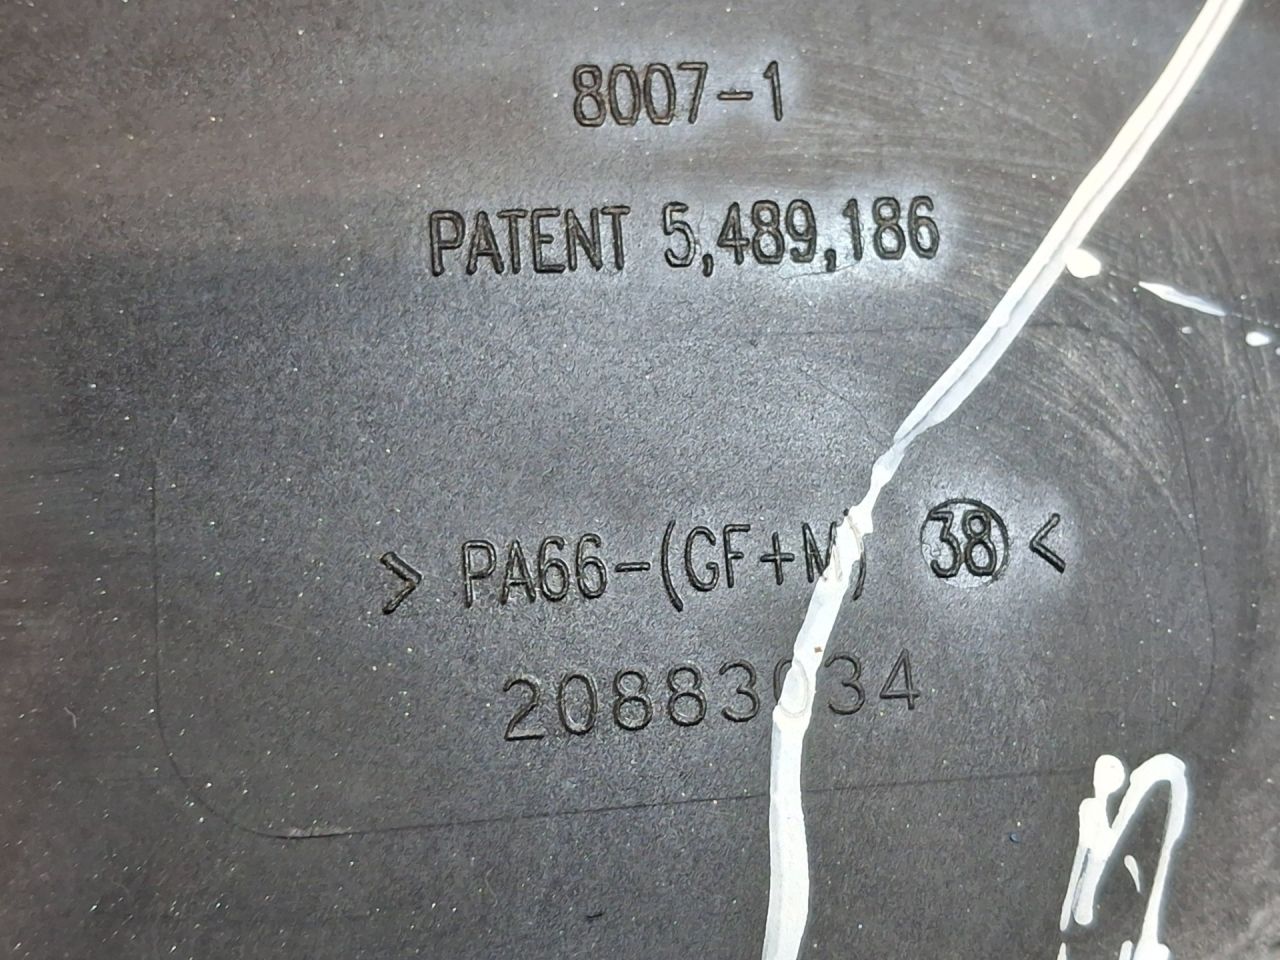 8007-1
PATENT 5,489,186
> PA66-(GF+M) 38 <
20883034